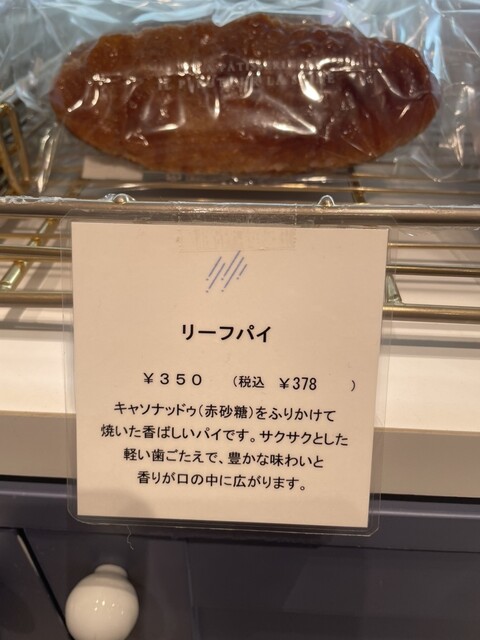 リーフパイ
￥３５０ （税込 ￥378 ）
キャソナッドゥ（赤砂糖）をふりかけて
焼いた香ばしいパイです。サクサクとした
軽い歯ごたえで、豊かな味わいと
香りが口の中に広がります。